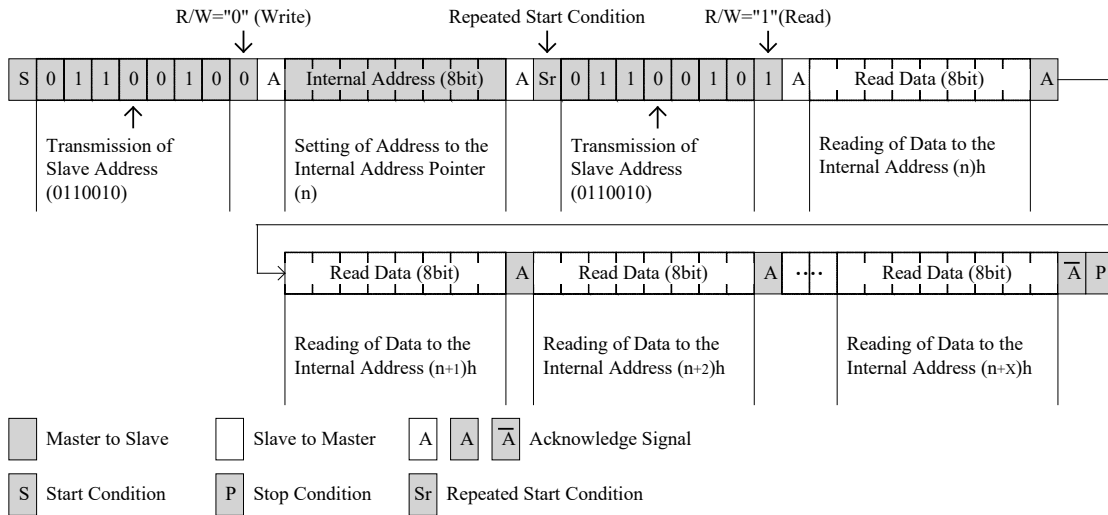 R/W="0" (Write)
Repeated Start Condition
R/W="1"(Read)
S 0 1 1 0 0 1 0 0 A Internal Address (8bit) A Sr 0 1 1 0 0 1 0 1 A Read Data (8bit) A
Transmission of
Slave Address
(0110010)
Setting of Address to the
Internal Address Pointer
(n)
Transmission of
Slave Address
(0110010)
Reading of Data to the
Internal Address (n)h
Read Data (8bit) A Read Data (8bit) A ···· Read Data (8bit) A̅ P
Reading of Data to the
Internal Address (n+1)h
Reading of Data to the
Internal Address (n+2)h
Reading of Data to the
Internal Address (n+X)h
Master to Slave
Slave to Master
A A A̅ Acknowledge Signal
S Start Condition
P Stop Condition
Sr Repeated Start Condition